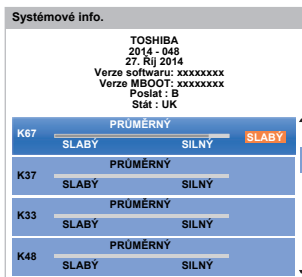 Systémové info.
TOSHIBA
2014 - 048
27. Říj 2014
Verze softwaru: xxxxxxxx
Verze MBOOT: xxxxxxxx
Poslat : B
Stát : UK
PRŮMĚRNÝ
K67 SLABÝ
SLABÝ SILNÝ
PRŮMĚRNÝ
K37
SLABÝ SILNÝ
PRŮMĚRNÝ
K33
SLABÝ SILNÝ
PRŮMĚRNÝ
K48
SLABÝ SILNÝ